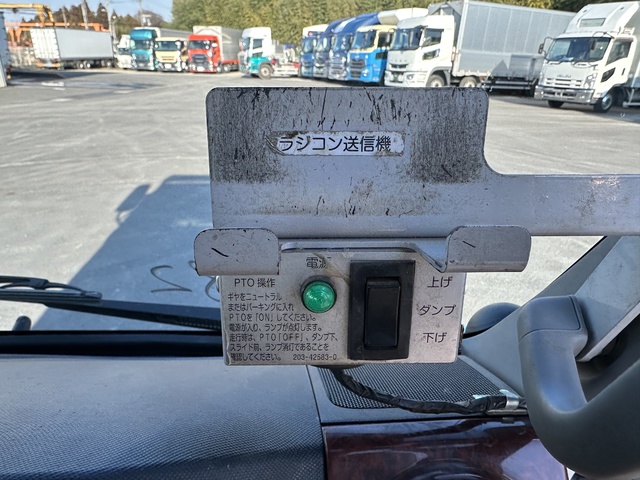 ラジコン送信機
電源
PTO 操作
ギヤをニュートラル
またはパーキングに入れ
PTOを「ON」してください。
電源が入り、ランプが点灯します。
走行時は、PTO「OFF」、ダンプ下、
スライド前、ランプ消灯であることを
確認してください。 203-42583-0
上げ
ダンプ
下げ